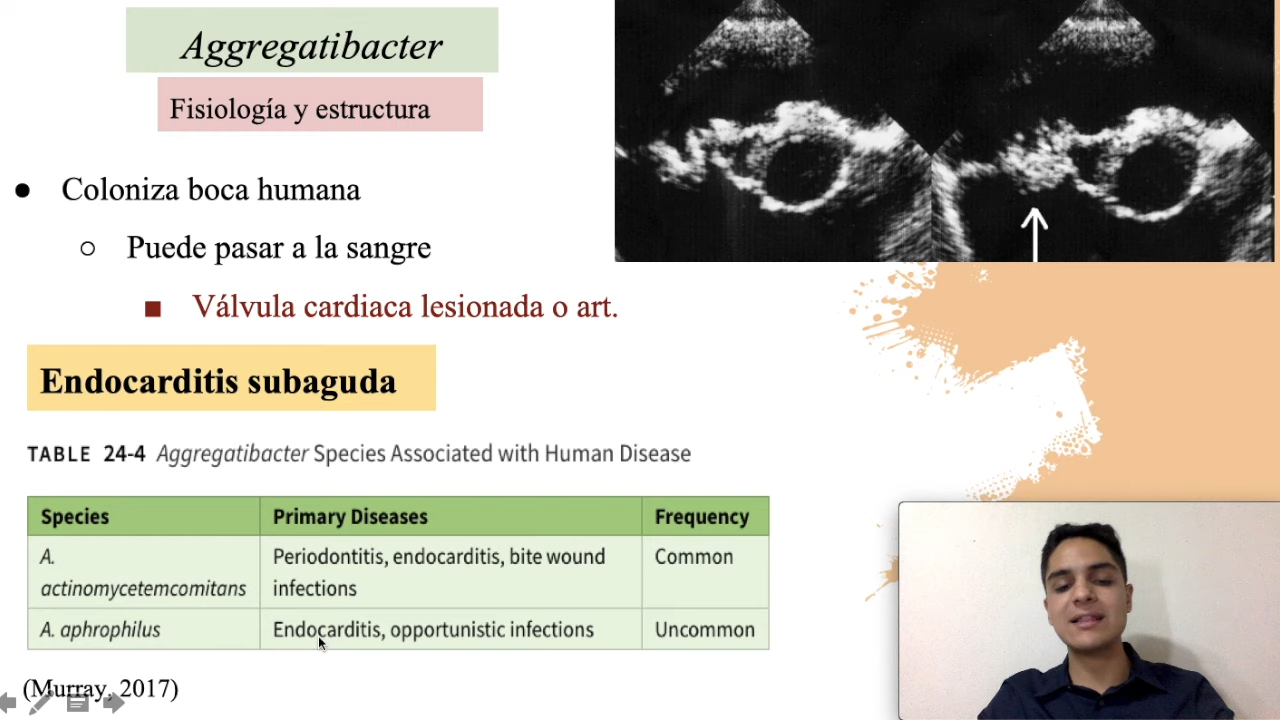 Aggregatibacter
Fisiología y estructura
● Coloniza boca humana
○ Puede pasar a la sangre
■ Válvula cardiaca lesionada o art.
Endocarditis subaguda
TABLE 24-4 Aggregatibacter Species Associated with Human Disease
Species Primary Diseases Frequency
A. actinomycetemcomitans Periodontitis, endocarditis, bite wound infections Common
A. aphrophilus Endocarditis, opportunistic infections Uncommon
(Murray, 2017)